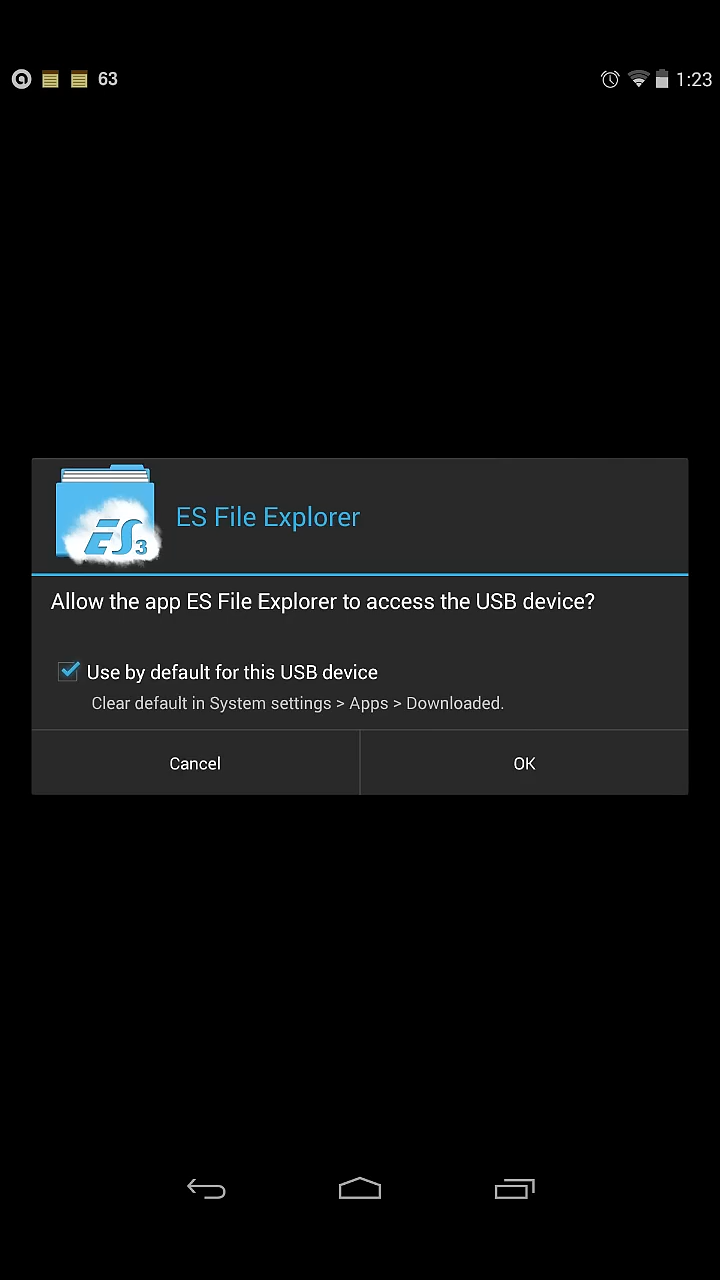 63
1:23
ES3
ES File Explorer
Allow the app ES File Explorer to access the USB device?
Use by default for this USB device
Clear default in System settings > Apps > Downloaded.
Cancel
OK